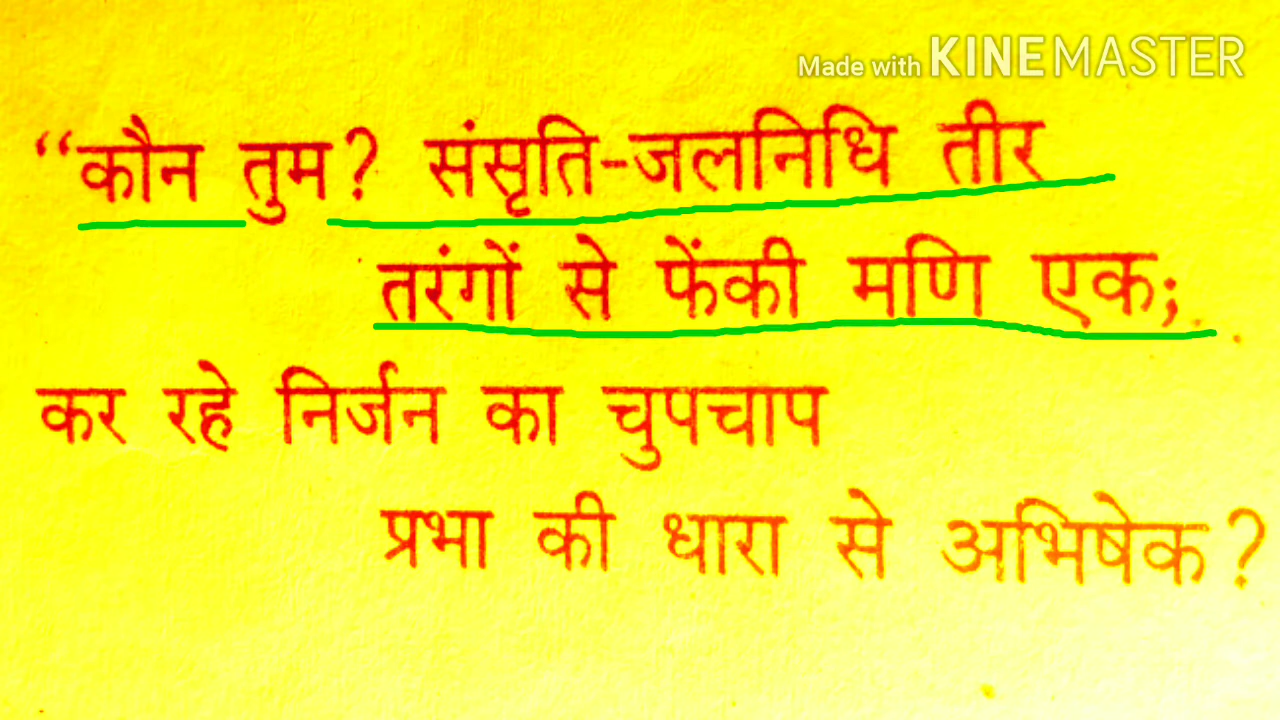 Made with KINEMASTER
“कौन तुम? संसृति-जलनिधि तीर
तरंगों से फेंकी मणि एक;
कर रहे निर्जन का चुपचाप
प्रभा की धारा से अभिषेक?